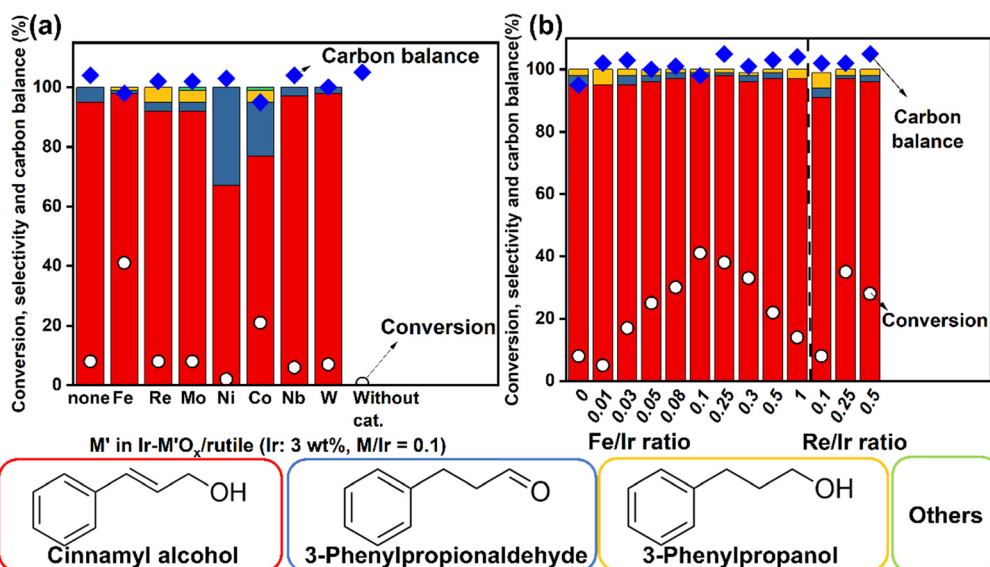 (a)
Conversion, selectivity and carbon balance (%)
100
80
60
40
20
0
Carbon balance
Conversion
none Fe Re Mo Ni Co Nb W Without
cat.
M' in Ir-M'Ox/rutile (Ir: 3 wt%, M/Ir = 0.1)
(b)
Conversion, selectivity and carbon balance(%)
100
80
60
40
20
0
Carbon
balance
Conversion
0 0.01 0.03 0.05 0.08 0.1 0.25 0.3 0.5 1 0.1 0.25 0.5
Fe/Ir ratio Re/Ir ratio
OH
Cinnamyl alcohol
O
3-Phenylpropionaldehyde
OH
3-Phenylpropanol
Others